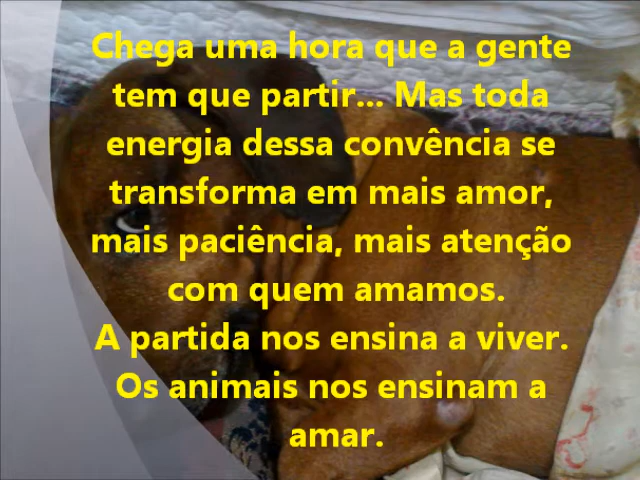 Chega uma hora que a gente
tem que partir... Mas toda
energia dessa convência se
transforma em mais amor,
mais paciência, mais atenção
com quem amamos.
A partida nos ensina a viver.
Os animais nos ensinam a
amar.